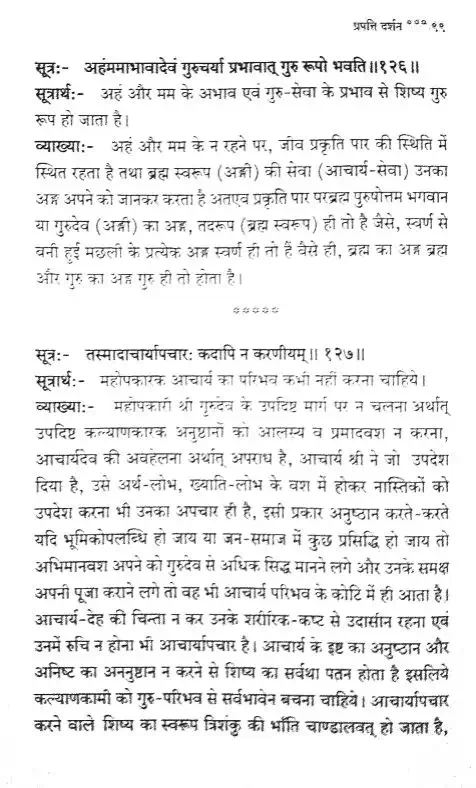 प्रपत्ति दर्शन °°° ९९
सूत्र:- अहंममाभावादेवं गुरुचर्या प्रभावात् गुरु रूपो भवति॥१२६॥
सूत्रार्थ:- अहं और मम के अभाव एवं गुरु-सेवा के प्रभाव से शिष्य गुरु
रूप हो जाता है।
व्याख्या:- अहं और मम के न रहने पर, जीव प्रकृति पार की स्थिति में
स्थित रहता है तथा ब्रह्म स्वरूप (अङ्गी) की सेवा (आचार्य-सेवा) उनका
अङ्ग अपने को जानकर करता है अतएव प्रकृति पार परब्रह्म पुरुषोत्तम भगवान
या गुरुदेव (अङ्गी) का अङ्ग, तदरूप (ब्रह्म स्वरूप) ही तो है जैसे, स्वर्ण से
वनी हुई मछली के प्रत्येक अङ्ग स्वर्ण ही तो हैं वैसे ही, ब्रह्म का अङ्ग ब्रह्म
और गुरु का अङ्ग गुरु ही तो होता है।
☆☆☆☆☆
सूत्र:- तस्मादाचार्यापचार: कदापि न करणीयम्॥ १२७॥
सूत्रार्थ:- महोपकारक आचार्य का परिभव कभी नहीं करना चाहिये।
व्याख्या:- महोपकारी श्री गुरुदेव के उपदिष्ट मार्ग पर न चलना अर्थात्
उपदिष्ट कल्याणकारक अनुष्ठानों को आलस्य व प्रमादवश न करना,
आचार्यदेव की अवहेलना अर्थात् अपराध है, आचार्य श्री ने जो उपदेश
दिया है, उसे अर्थ-लोभ, ख्याति-लोभ के वश में होकर नास्तिकों को
उपदेश करना भी उनका अपचार ही है, इसी प्रकार अनुष्ठान करते-करते
यदि भूमिकोपलब्धि हो जाय या जन-समाज में कुछ प्रसिद्धि हो जाय तो
अभिमानवश अपने को गुरुदेव से अधिक सिद्ध मानने लगे और उनके समक्ष
अपनी पूजा कराने लगे तो वह भी आचार्य परिभव के कोटि में ही आता है।
आचार्य-देह की चिन्ता न कर उनके शरीरिक-कष्ट से उदासीन रहना एवं
उनमें रुचि न होना भी आचार्यापचार है। आचार्य के इष्ट का अनुष्ठान और
अनिष्ट का अननुष्ठान न करने से शिष्य का सर्वथा पतन होता है इसलिये
कल्याणकामी को गुरु-परिभव से सर्वभावेन बचना चाहिये। आचार्यापचार
करने वाले शिष्य का स्वरूप त्रिशंकु की भाँति चाण्डालवत् हो जाता है,